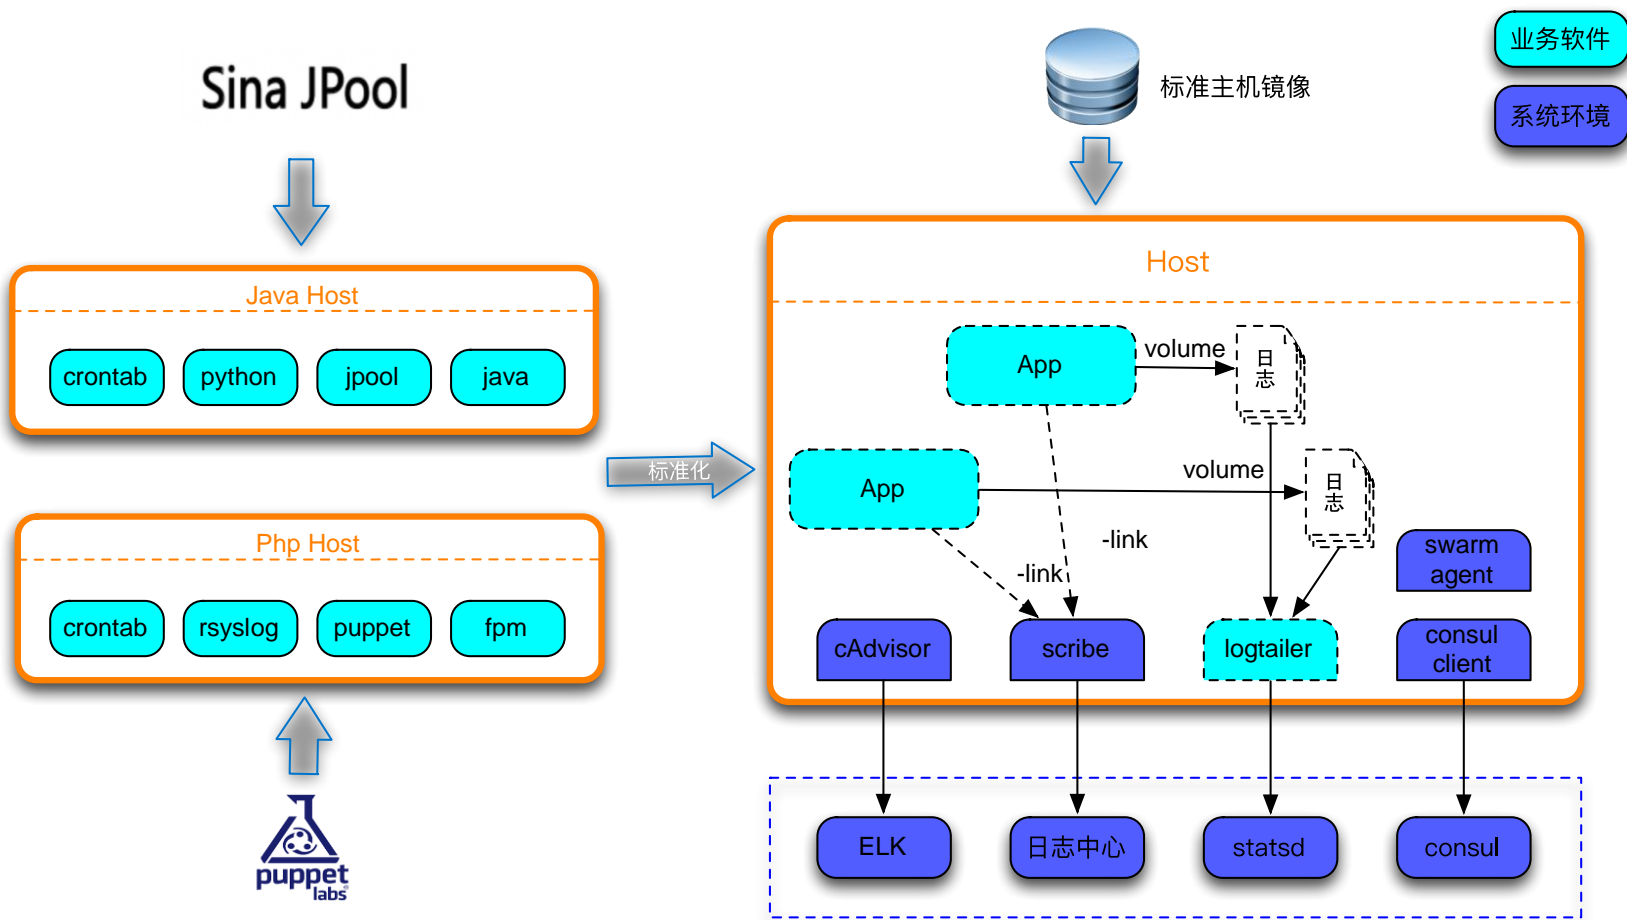 Sina JPool
标准主机镜像
业务软件
系统环境
Java Host
crontab
python
jpool
java
标准化
Php Host
crontab
rsyslog
puppet
fpm
puppet
labs
Host
App
volume
日
志
App
volume
日
志
-link
-link
swarm
agent
cAdvisor
scribe
logtailer
consul
client
ELK
日志中心
statsd
consul